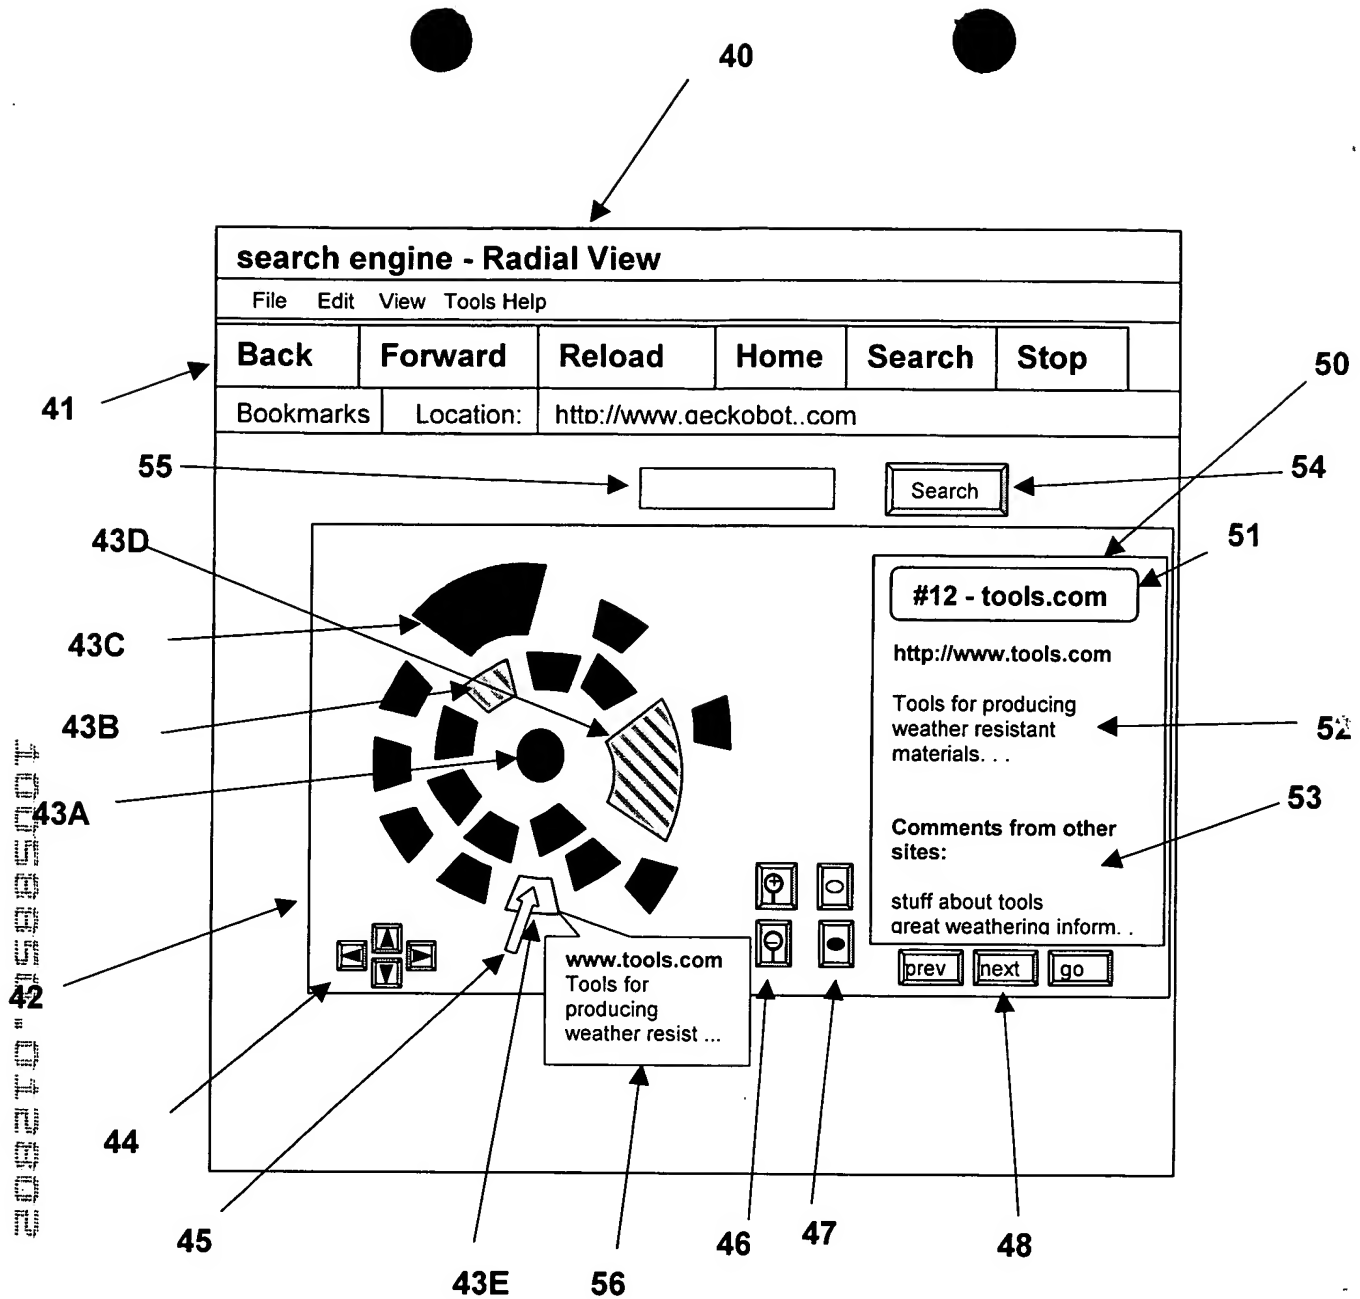 40
search engine - Radial View
File Edit View Tools Help
Back Forward Reload Home Search Stop
50
41
Bookmarks Location: http://www.geckobot..com
55
Search
54
43D
51
#12 - tools.com
43C
http://www.tools.com
43B
Tools for producing
weather resistant
materials. . .
52
43A
53
Comments from other
sites:
stuff about tools
great weathering inform. .
prev next go
42
www.tools.com
Tools for
producing
weather resist ...
44
45
46
47
48
43E
56